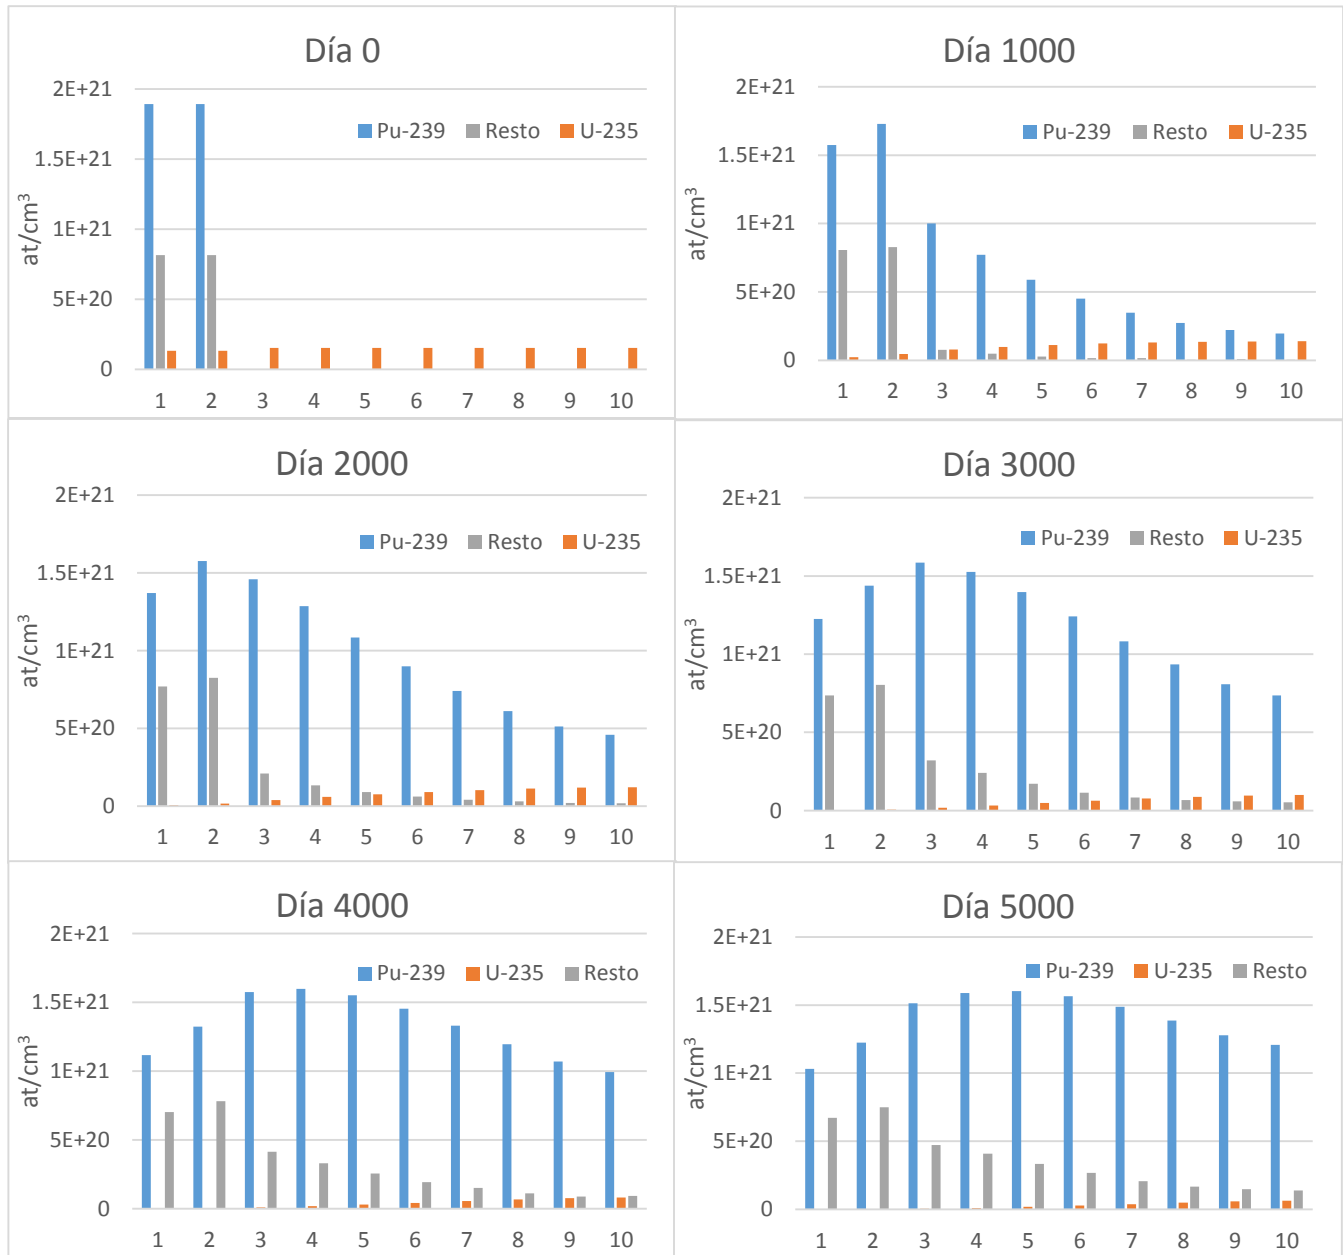 Día 0
2E+21
Pu-239 Resto U-235
1.5E+21
1E+21
5E+20
0
at/cm³
1 2 3 4 5 6 7 8 9 10
Día 1000
2E+21
Pu-239 Resto U-235
1.5E+21
1E+21
5E+20
0
at/cm³
1 2 3 4 5 6 7 8 9 10
Día 2000
2E+21
Pu-239 Resto U-235
1.5E+21
1E+21
5E+20
0
at/cm³
1 2 3 4 5 6 7 8 9 10
Día 3000
2E+21
Pu-239 Resto U-235
1.5E+21
1E+21
5E+20
0
at/cm³
1 2 3 4 5 6 7 8 9 10
Día 4000
2E+21
Pu-239 U-235 Resto
1.5E+21
1E+21
5E+20
0
at/cm³
1 2 3 4 5 6 7 8 9 10
Día 5000
2E+21
Pu-239 U-235 Resto
1.5E+21
1E+21
5E+20
0
at/cm³
1 2 3 4 5 6 7 8 9 10